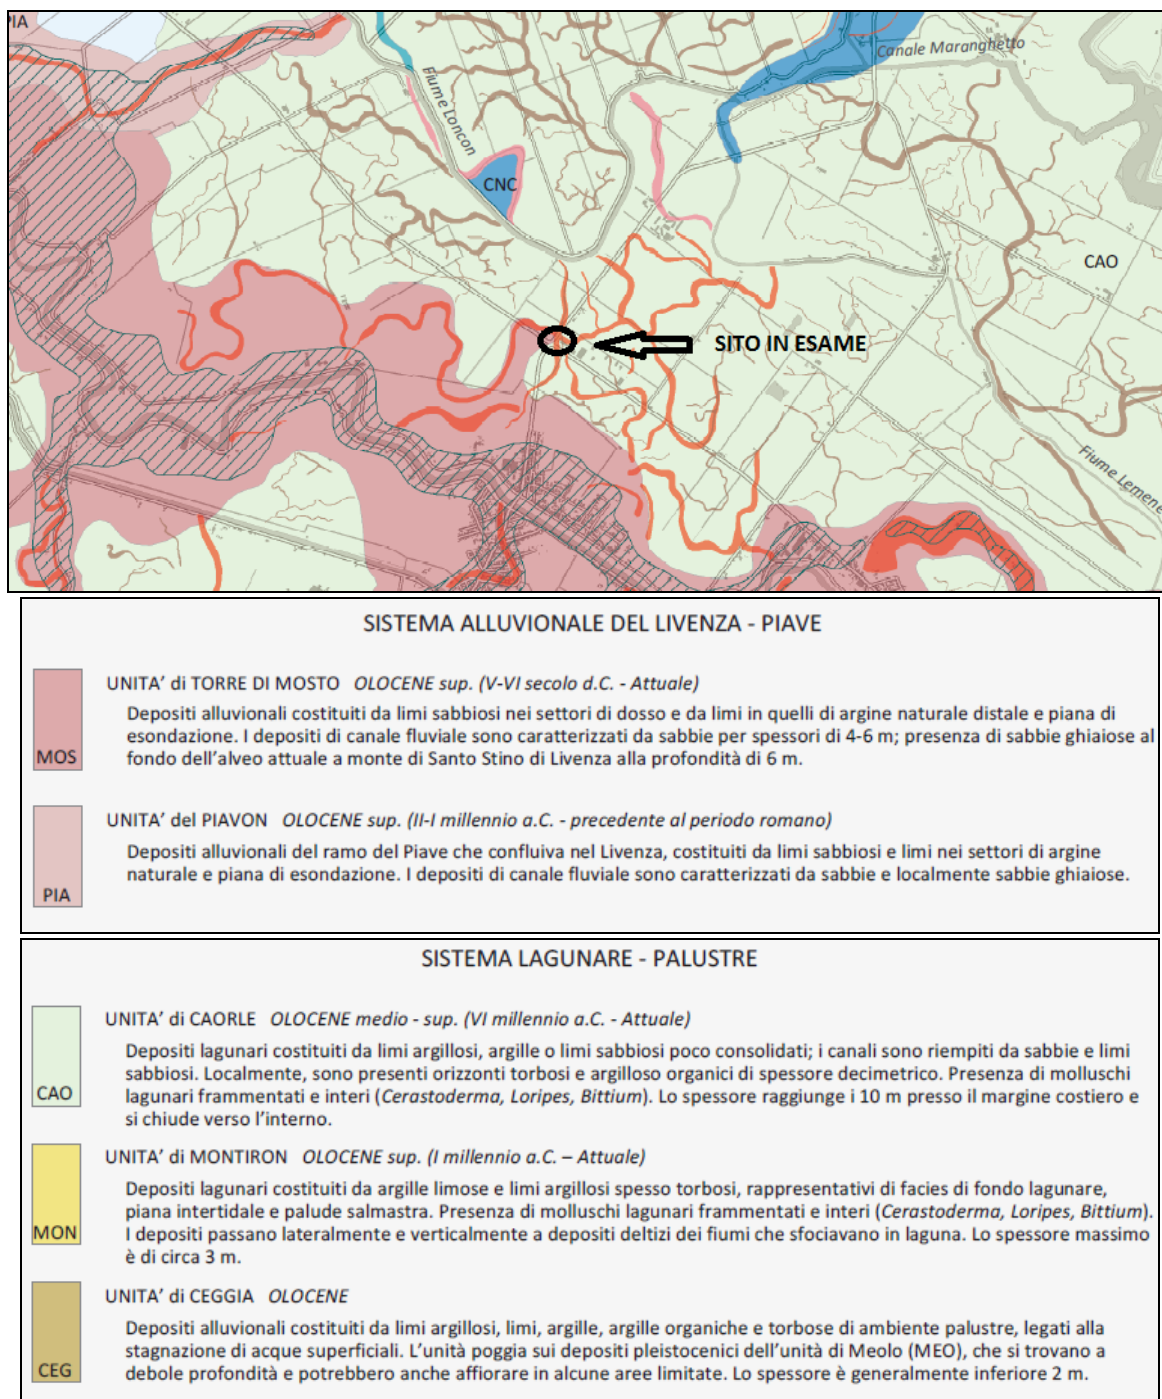 PIA
Canale Maranghetto
Fiume Loncon
CNC
CAO
SITO IN ESAME
Fiume Lemene
SISTEMA ALLUVIONALE DEL LIVENZA - PIAVE
UNITA' di TORRE DI MOSTO OLOCENE sup. (V-VI secolo d.C. - Attuale)
Depositi alluvionali costituiti da limi sabbiosi nei settori di dosso e da limi in quelli di argine naturale distale e piana di
esondazione. I depositi di canale fluviale sono caratterizzati da sabbie per spessori di 4-6 m; presenza di sabbie ghiaiose al
fondo dell'alveo attuale a monte di Santo Stino di Livenza alla profondità di 6 m.
MOS
UNITA' del PIAVON OLOCENE sup. (II-I millennio a.C. - precedente al periodo romano)
Depositi alluvionali del ramo del Piave che confluiva nel Livenza, costituiti da limi sabbiosi e limi nei settori di argine
naturale e piana di esondazione. I depositi di canale fluviale sono caratterizzati da sabbie e localmente sabbie ghiaiose.
PIA
SISTEMA LAGUNARE - PALUSTRE
UNITA' di CAORLE OLOCENE medio - sup. (VI millennio a.C. - Attuale)
Depositi lagunari costituiti da limi argillosi, argille o limi sabbiosi poco consolidati; i canali sono riempiti da sabbie e limi
sabbiosi. Localmente, sono presenti orizzonti torbosi e argilloso organici di spessore decimetrico. Presenza di molluschi
lagunari frammentati e interi (Cerastoderma, Loripes, Bittium). Lo spessore raggiunge i 10 m presso il margine costiero e
si chiude verso l'interno.
CAO
UNITA' di MONTIRON OLOCENE sup. (I millennio a.C. – Attuale)
Depositi lagunari costituiti da argille limose e limi argillosi spesso torbosi, rappresentativi di facies di fondo lagunare,
piana intertidale e palude salmastra. Presenza di molluschi lagunari frammentati e interi (Cerastoderma, Loripes, Bittium).
I depositi passano lateralmente e verticalmente a depositi deltizi dei fiumi che sfociavano in laguna. Lo spessore massimo
è di circa 3 m.
MON
UNITA' di CEGGIA OLOCENE
Depositi alluvionali costituiti da limi argillosi, limi, argille, argille organiche e torbose di ambiente palustre, legati alla
stagnazione di acque superficiali. L'unità poggia sui depositi pleistocenici dell'unità di Meolo (MEO), che si trovano a
debole profondità e potrebbero anche affiorare in alcune aree limitate. Lo spessore è generalmente inferiore 2 m.
CEG